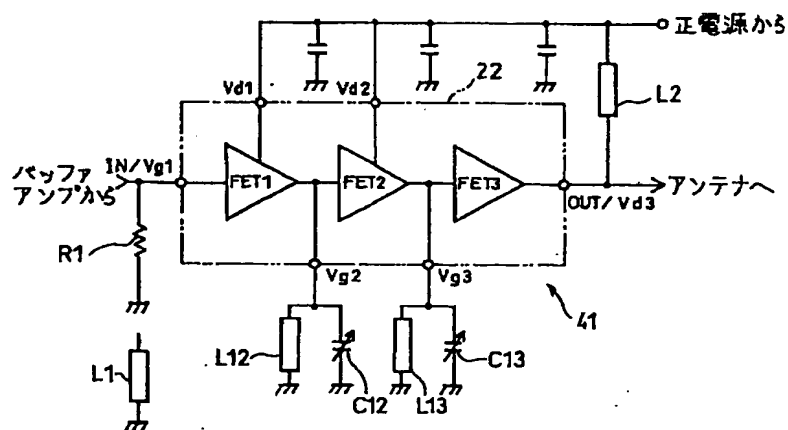 正電源から
22
Vd1
Vd2
L2
バッファ
アンプから
IN/Vg1
FET1
FET2
FET3
アンテナへ
OUT/Vd3
R1
Vg2
Vg3
41
L1
L12
C12
L13
C13